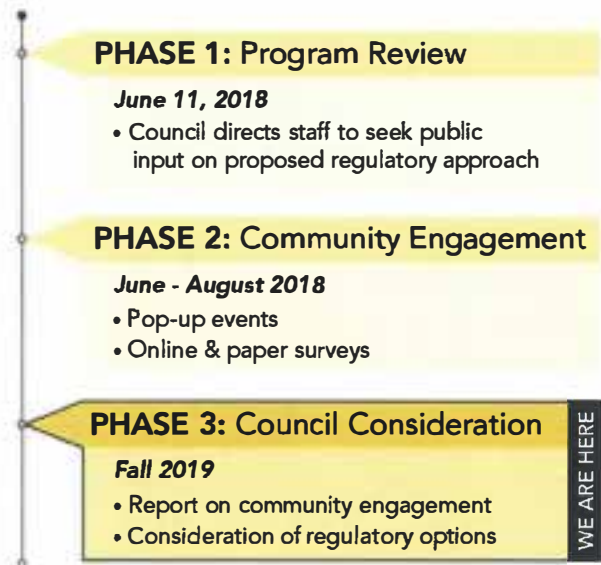 PHASE 1: Program Review
June 11, 2018
• Council directs staff to seek public
input on proposed regulatory approach
PHASE 2: Community Engagement
June - August 2018
• Pop-up events
• Online & paper surveys
PHASE 3: Council Consideration
Fall 2019
• Report on community engagement
• Consideration of regulatory options
WE ARE HERE